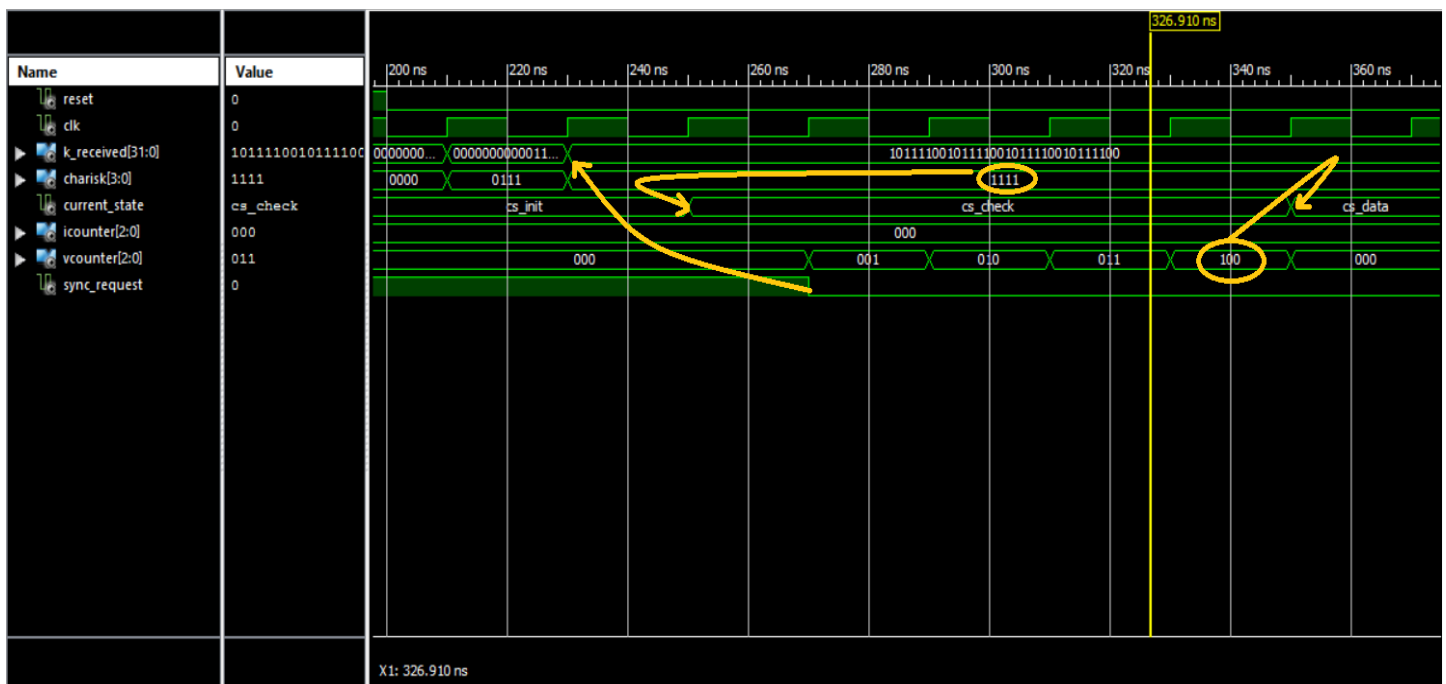 326.910 ns
Name Value 200 ns 220 ns 240 ns 260 ns 280 ns 300 ns 320 ns 340 ns 360 ns
reset 0
clk 0
k_received[31:0] 1011110010111100 0000000... 0000000000011... 10111100101111001011110010111100
charisk[3:0] 1111 0000 0111 1111
current_state cs_check cs_init cs_check cs_data
icounter[2:0] 000 000
vcounter[2:0] 011 000 001 010 011 100 000
sync_request 0
X1: 326.910 ns